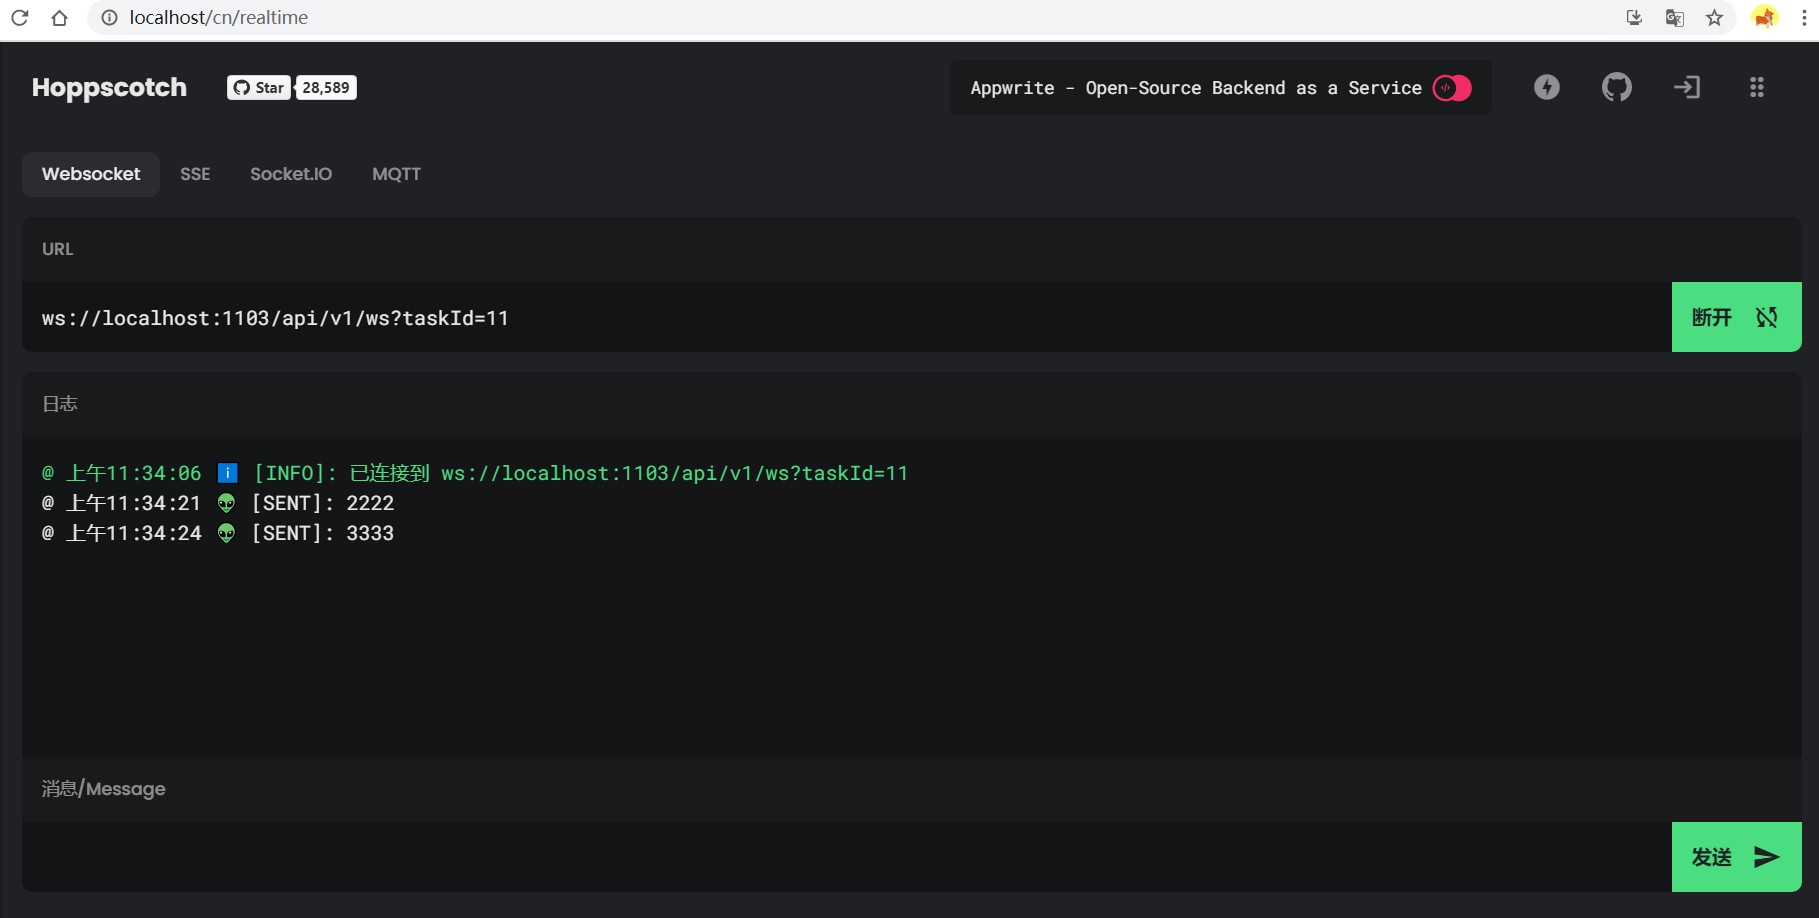 localhost/cn/realtime
Hoppscotch Star 28,589 Appwrite - Open-Source Backend as a Service
Websocket SSE Socket.IO MQTT
URL
ws://localhost:1103/api/v1/ws?taskId=11 断开
日志
@ 上午11:34:06 ℹ️ [INFO]: 已连接到 ws://localhost:1103/api/v1/ws?taskId=11
@ 上午11:34:21 👽 [SENT]: 2222
@ 上午11:34:24 👽 [SENT]: 3333
消息/Message
发送